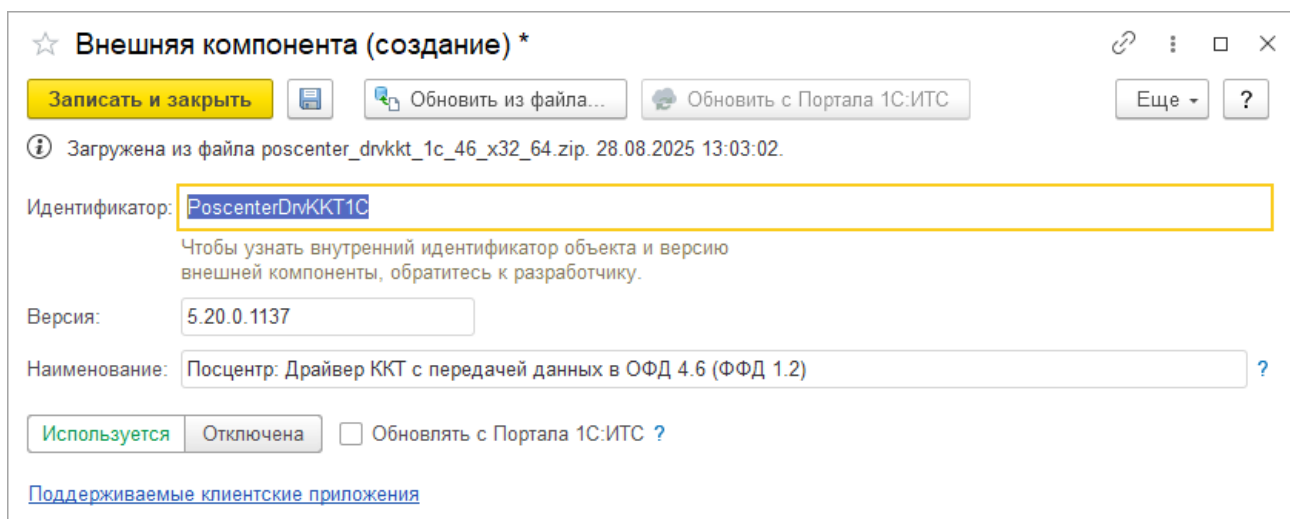 Внешняя компонента (создание) *
Записать и закрыть Обновить из файла... Обновить с Портала 1С:ИТС Еще ?
Загружена из файла poscenter_drvkkt_1c_46_x32_64.zip. 28.08.2025 13:03:02.
Идентификатор: PoscenterDrvKKT1C
Чтобы узнать внутренний идентификатор объекта и версию
внешней компоненты, обратитесь к разработчику.
Версия: 5.20.0.1137
Наименование: Посцентр: Драйвер ККТ с передачей данных в ОФД 4.6 (ФФД 1.2) ?
Используется Отключена Обновлять с Портала 1С:ИТС ?
Поддерживаемые клиентские приложения